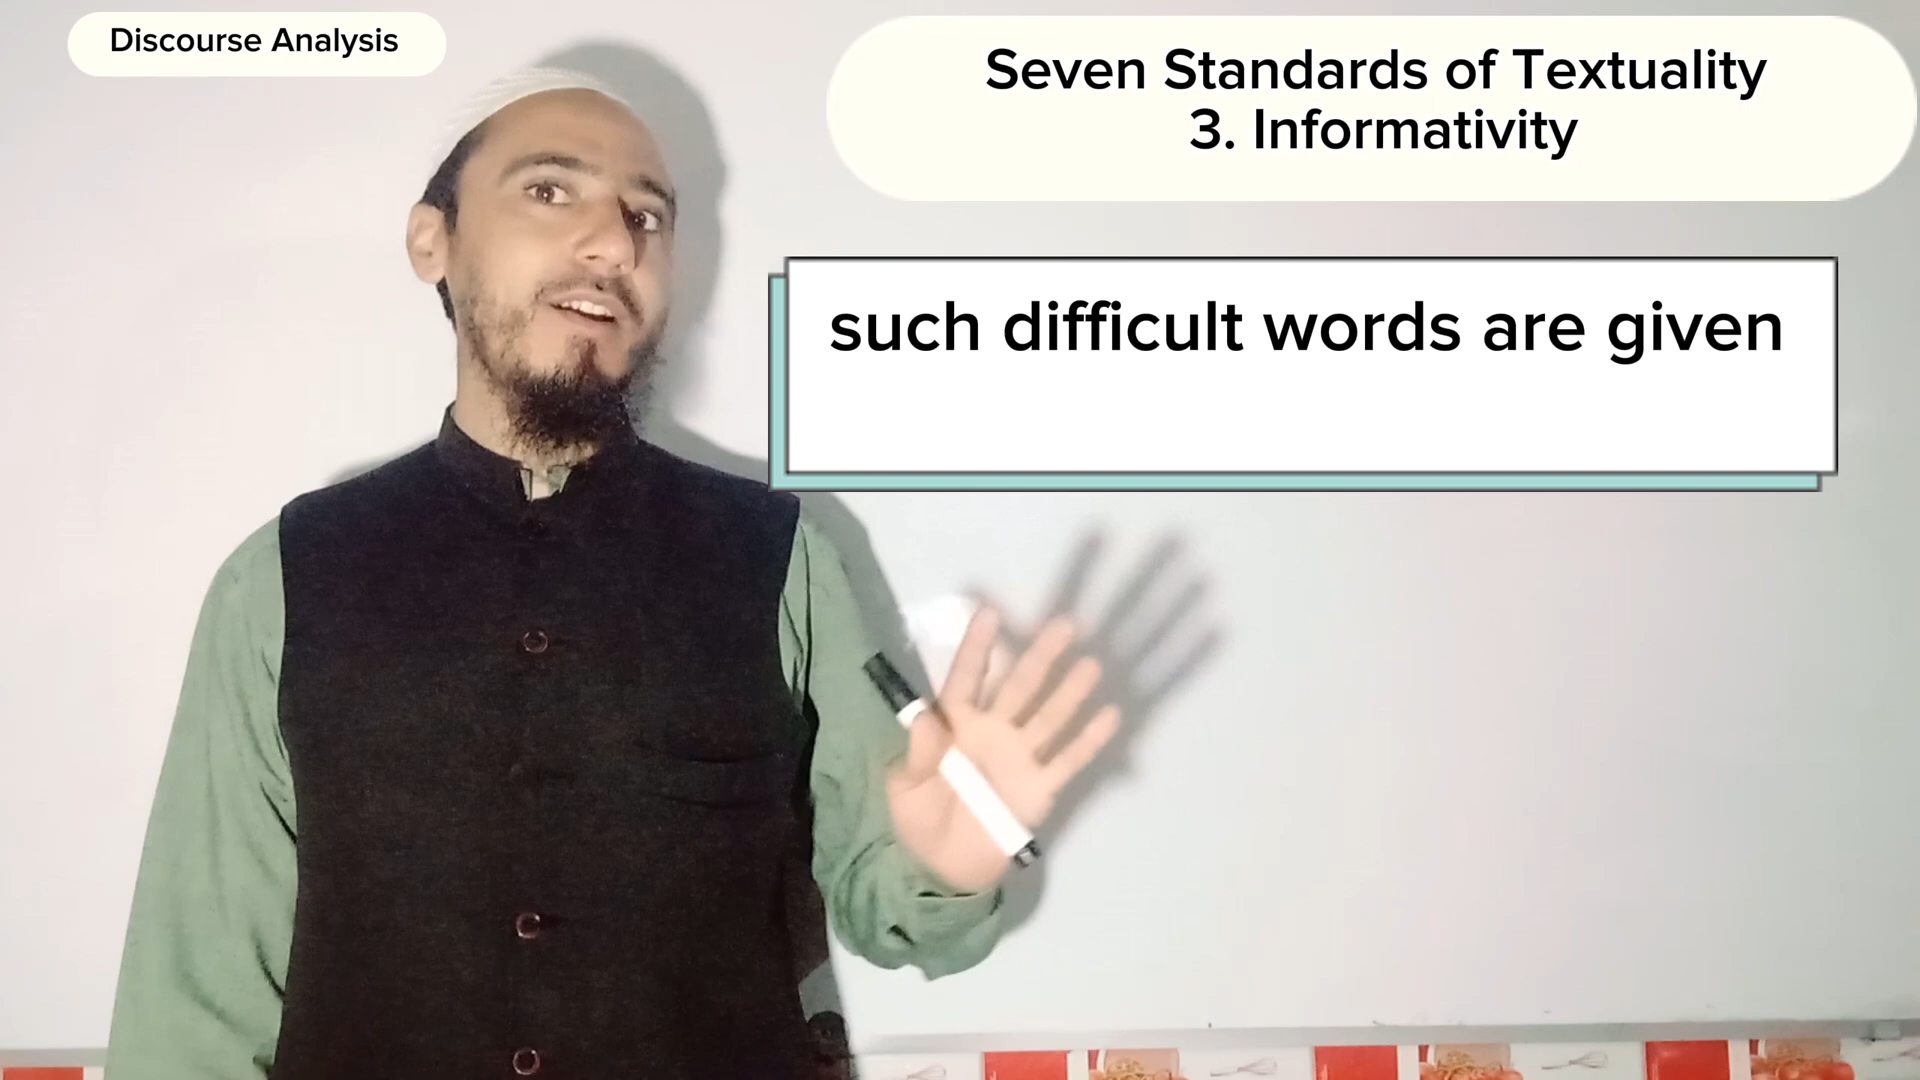 Discourse Analysis
Seven Standards of Textuality
3. Informativity
such difficult words are given